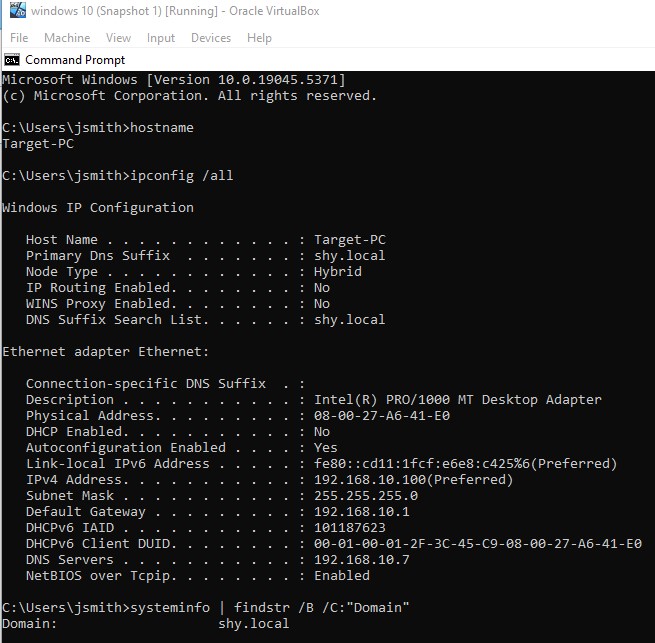 windows 10 (Snapshot 1) [Running] - Oracle VirtualBox
File Machine View Input Devices Help
Command Prompt
Microsoft Windows [Version 10.0.19045.5371]
(c) Microsoft Corporation. All rights reserved.
C:\Users\jsmith>hostname
Target-PC
C:\Users\jsmith>ipconfig /all
Windows IP Configuration
Host Name . . . . . . . . . . . . : Target-PC
Primary Dns Suffix  . . . . . . . : shy.local
Node Type . . . . . . . . . . . . : Hybrid
IP Routing Enabled. . . . . . . . : No
WINS Proxy Enabled. . . . . . . . : No
DNS Suffix Search List. . . . . . : shy.local
Ethernet adapter Ethernet:
Connection-specific DNS Suffix  . :
Description . . . . . . . . . . . : Intel(R) PRO/1000 MT Desktop Adapter
Physical Address. . . . . . . . . : 08-00-27-A6-41-E0
DHCP Enabled. . . . . . . . . . . : No
Autoconfiguration Enabled . . . . : Yes
Link-local IPv6 Address . . . . . : fe80::cd11:1fcf:e6e8:c425%6(Preferred)
IPv4 Address. . . . . . . . . . . : 192.168.10.100(Preferred)
Subnet Mask . . . . . . . . . . . : 255.255.255.0
Default Gateway . . . . . . . . . : 192.168.10.1
DHCPv6 IAID . . . . . . . . . . . : 101187623
DHCPv6 Client DUID. . . . . . . . : 00-01-00-01-2F-3C-45-C9-08-00-27-A6-41-E0
DNS Servers . . . . . . . . . . . : 192.168.10.7
NetBIOS over Tcpip. . . . . . . . : Enabled
C:\Users\jsmith>systeminfo | findstr /B /C:"Domain"
Domain:                    shy.local